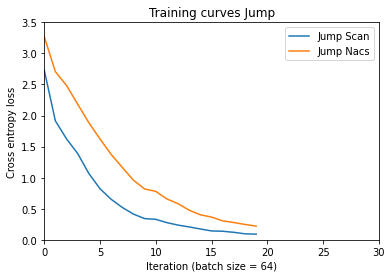 Training curves Jump
Jump Scan
Jump Nacs
Cross entropy loss
3.5
3.0
2.5
2.0
1.5
1.0
0.5
0.0
0 5 10 15 20 25 30
Iteration (batch size = 64)